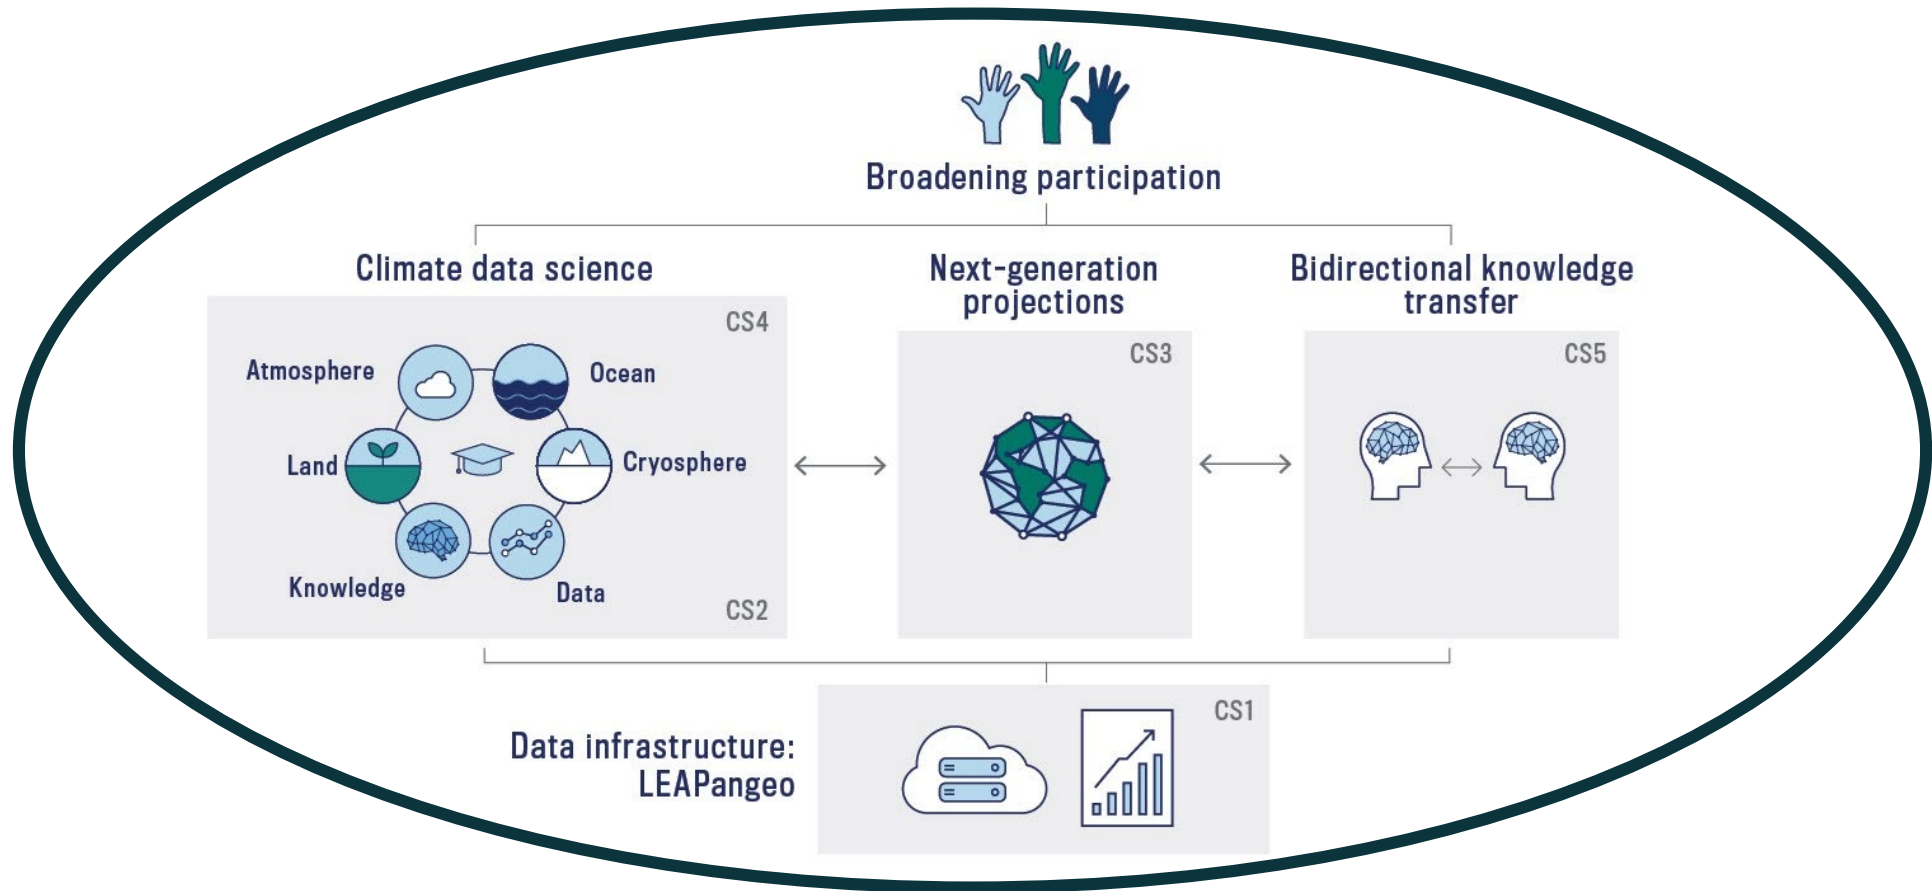 Broadening participation
Climate data science
Next-generation
projections
Bidirectional knowledge
transfer
CS4
Atmosphere
Ocean
Land
Cryosphere
Knowledge
Data
CS2
CS3
CS5
Data infrastructure:
LEAPangeo
CS1